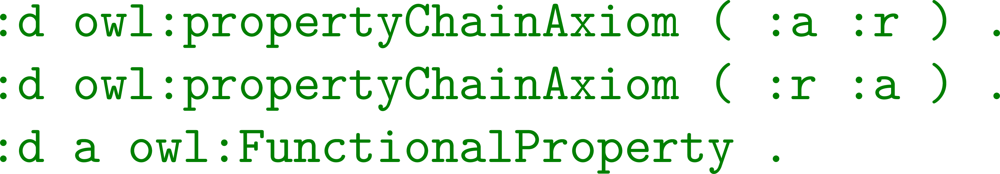 :d owl:propertyChainAxiom ( :a :r ) .
:d owl:propertyChainAxiom ( :r :a ) .
:d a owl:FunctionalProperty .